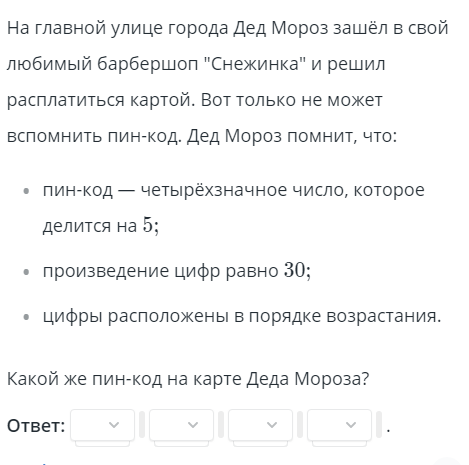 На главной улице города Дед Мороз зашёл в свой
любимый барбершоп "Снежинка" и решил
расплатиться картой. Вот только не может
вспомнить пин-код. Дед Мороз помнит, что:
• пин-код — четырёхзначное число, которое
делится на 5;
• произведение цифр равно 30;
• цифры расположены в порядке возрастания.
Какой же пин-код на карте Деда Мороза?
Ответ: .